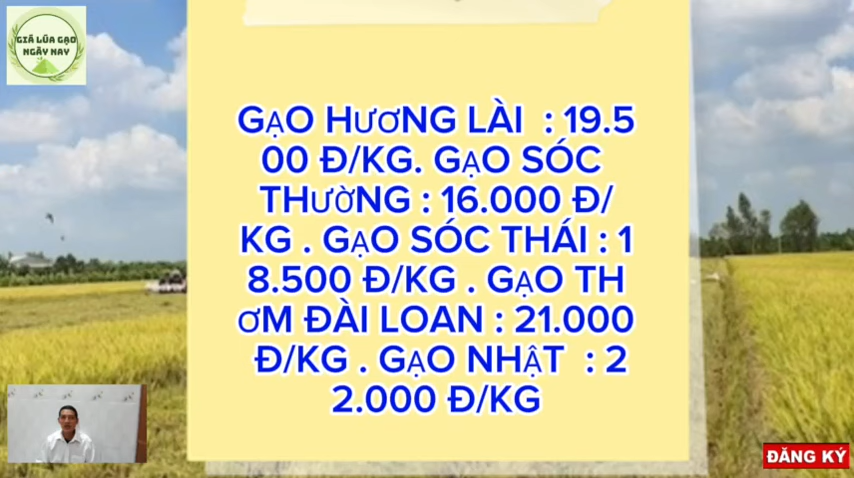 GIÁ LÚA GẠO
NGÀY NAY
GẠO HƯƠNG LÀI : 19.5
00 Đ/KG. GẠO SÓC
THƯỜNG : 16.000 Đ/
KG . GẠO SÓC THÁI : 1
8.500 Đ/KG . GẠO TH
ƠM ĐÀI LOAN : 21.000
Đ/KG . GẠO NHẬT : 2
2.000 Đ/KG
ĐĂNG KÝ